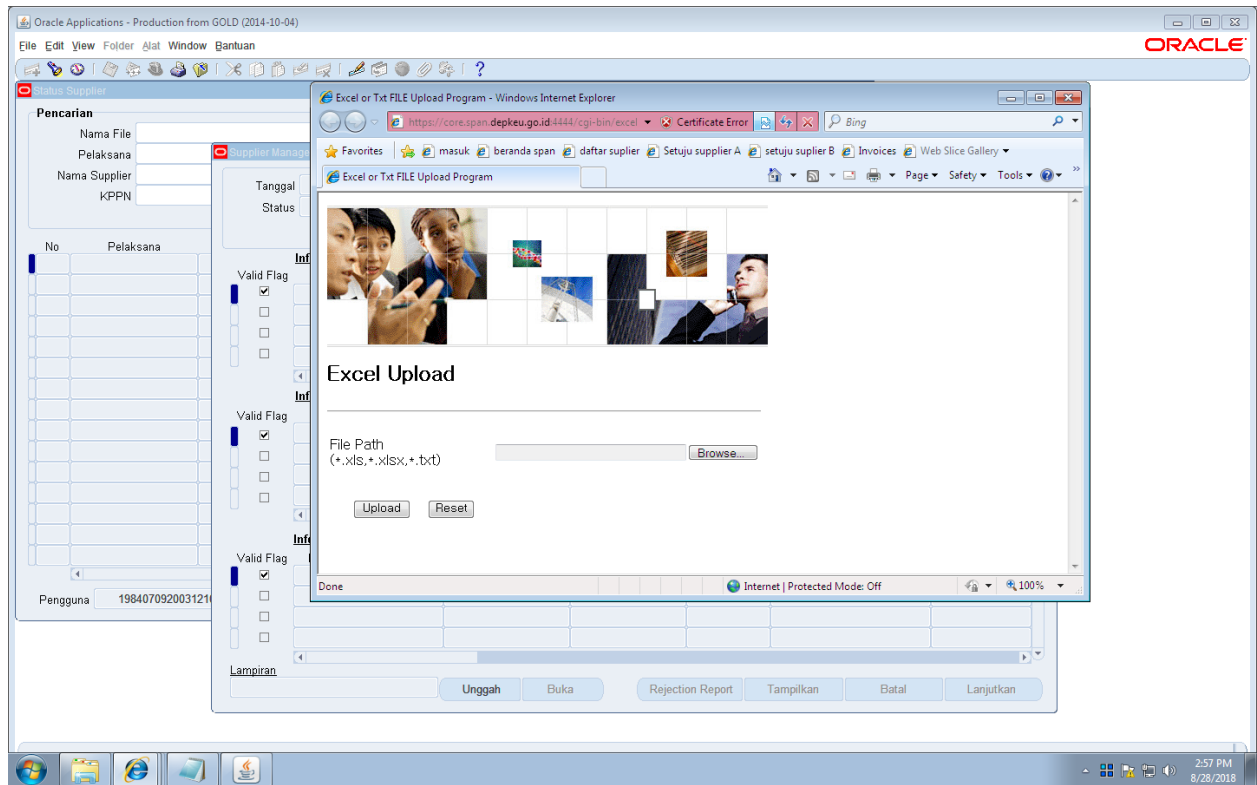 Oracle Applications - Production from GOLD (2014-10-04)
File Edit View Folder Alat Window Bantuan
ORACLE
Status Supplier
Pencarian
Nama File
Pelaksana
Nama Supplier
KPPN
No Pelaksana
Pengguna 1984070920031210
Supplier Manage
Tanggal
Status
Inf
Valid Flag
Inf
Valid Flag
Info
Valid Flag
Lampiran
Unggah Buka Rejection Report Tampilkan Batal Lanjutkan
Excel or Txt FILE Upload Program - Windows Internet Explorer
https://core.span.depkeu.go.id:4444/cgi-bin/excel Certificate Error Bing
Favorites masuk beranda span daftar suplier Setuju supplier A setuju suplier B Invoices Web Slice Gallery
Excel or Txt FILE Upload Program Page Safety Tools
Excel Upload
File Path
(*.xls,*.xlsx,*.txt)
Browse...
Upload Reset
Done Internet | Protected Mode: Off 100%
2:57 PM
8/28/2018